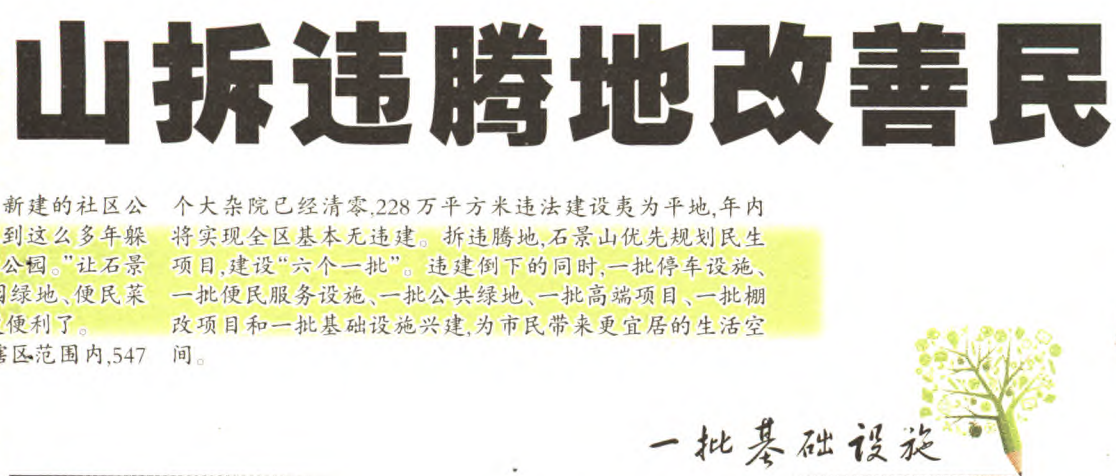 山拆违腾地改善民
新建的社区公
到这么多年躲
公园。”让石景
绿地、便民菜
便利了。
区范围内,547
个大杂院已经清零,228万平方米违法建设夷为平地,年内
将实现全区基本无违建。拆违腾地,石景山优先规划民生
项目,建设“六个一批”。违建倒下的同时,一批停车设施、
一批便民服务设施、一批公共绿地、一批高端项目、一批棚
改项目和一批基础设施兴建,为市民带来更宜居的生活空
间。
一批基础设施